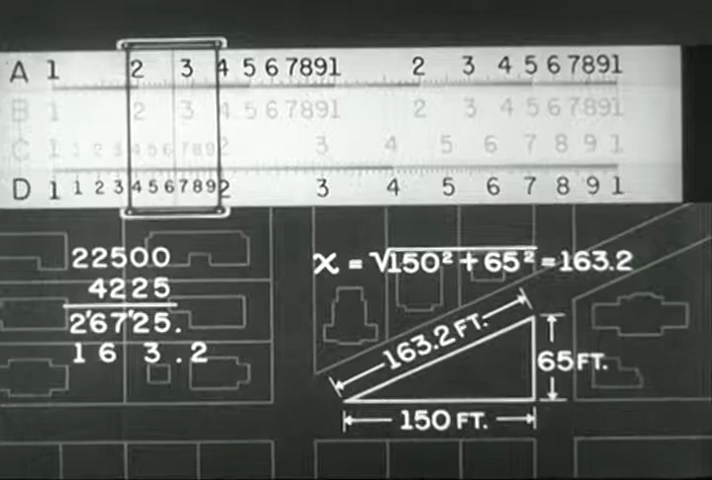 A 1 2 3 4 5 6 7 8 9 1 2 3 4 5 6 7 8 9 1
B 1 2 3 4 5 6 7 8 9 1 2 3 4 5 6 7 8 9 1
C 1 1 2 3 4 5 6 7 8 9 2 3 4 5 6 7 8 9 1
D 1 1 2 3 4 5 6 7 8 9 2 3 4 5 6 7 8 9 1
22500
4225
2'67'25.
16 3.2
x = √150² + 65² = 163.2
163.2 FT.
65 FT.
150 FT.